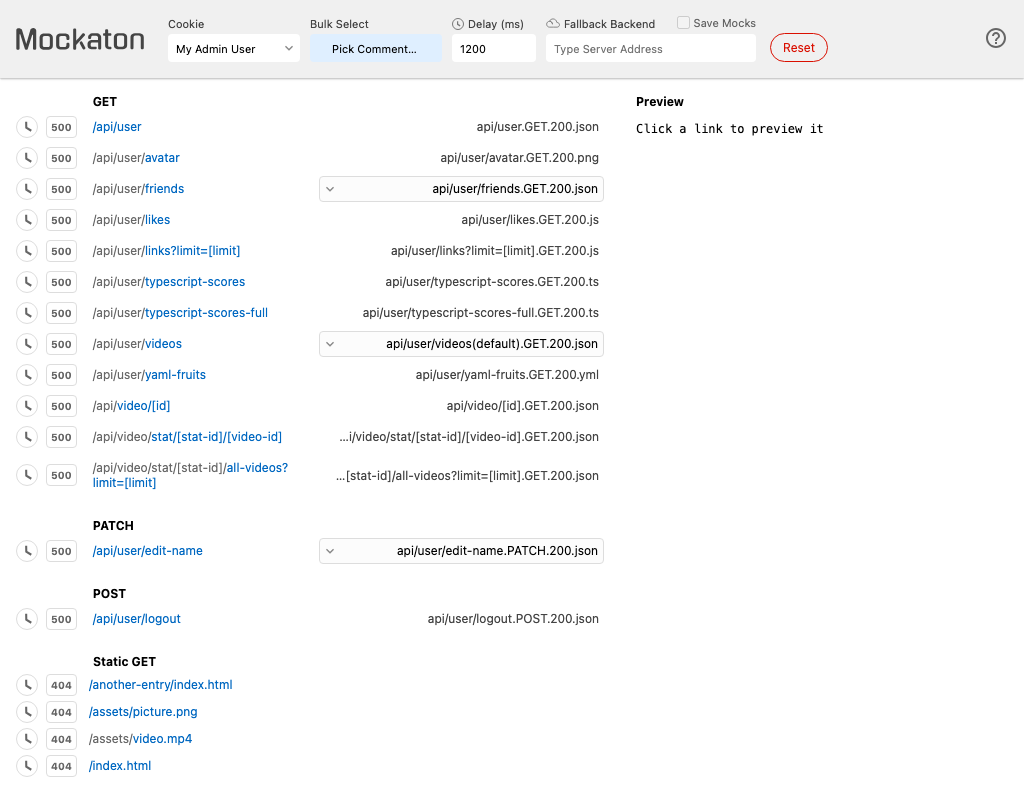 Mockaton
Cookie
My Admin User
Bulk Select
Pick Comment...
Delay (ms)
1200
Fallback Backend
Type Server Address
Save Mocks
Reset
?
GET
500 /api/user api/user.GET.200.json
500 /api/user/avatar api/user/avatar.GET.200.png
500 /api/user/friends api/user/friends.GET.200.json
500 /api/user/likes api/user/likes.GET.200.js
500 /api/user/links?limit=[limit] api/user/links?limit=[limit].GET.200.js
500 /api/user/typescript-scores api/user/typescript-scores.GET.200.ts
500 /api/user/typescript-scores-full api/user/typescript-scores-full.GET.200.ts
500 /api/user/videos api/user/videos(default).GET.200.json
500 /api/user/yaml-fruits api/user/yaml-fruits.GET.200.yml
500 /api/video/[id] api/video/[id].GET.200.json
500 /api/video/stat/[stat-id]/[video-id] ...i/video/stat/[stat-id]/[video-id].GET.200.json
500 /api/video/stat/[stat-id]/all-videos? ...[stat-id]/all-videos?limit=[limit].GET.200.json
limit=[limit]
PATCH
500 /api/user/edit-name api/user/edit-name.PATCH.200.json
POST
500 /api/user/logout api/user/logout.POST.200.json
Static GET
404 /another-entry/index.html
404 /assets/picture.png
404 /assets/video.mp4
404 /index.html
Preview
Click a link to preview it